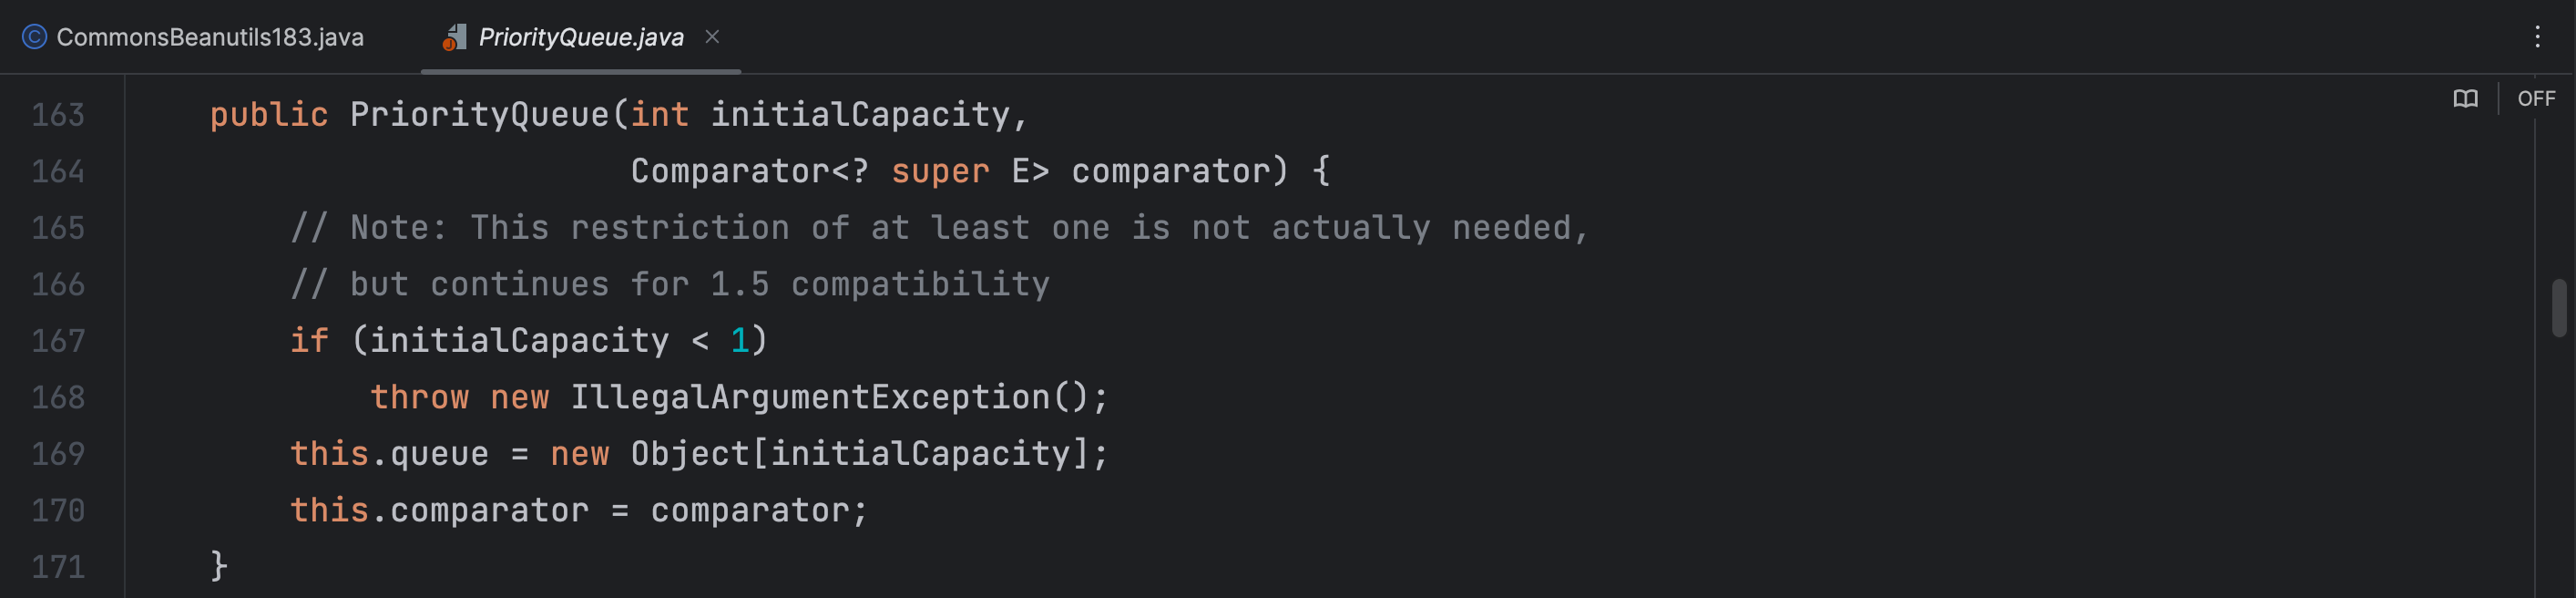 CommonsBeanutils183.java
PriorityQueue.java
OFF
163 public PriorityQueue(int initialCapacity,
164 Comparator<? super E> comparator) {
165 // Note: This restriction of at least one is not actually needed,
166 // but continues for 1.5 compatibility
167 if (initialCapacity < 1)
168 throw new IllegalArgumentException();
169 this.queue = new Object[initialCapacity];
170 this.comparator = comparator;
171 }